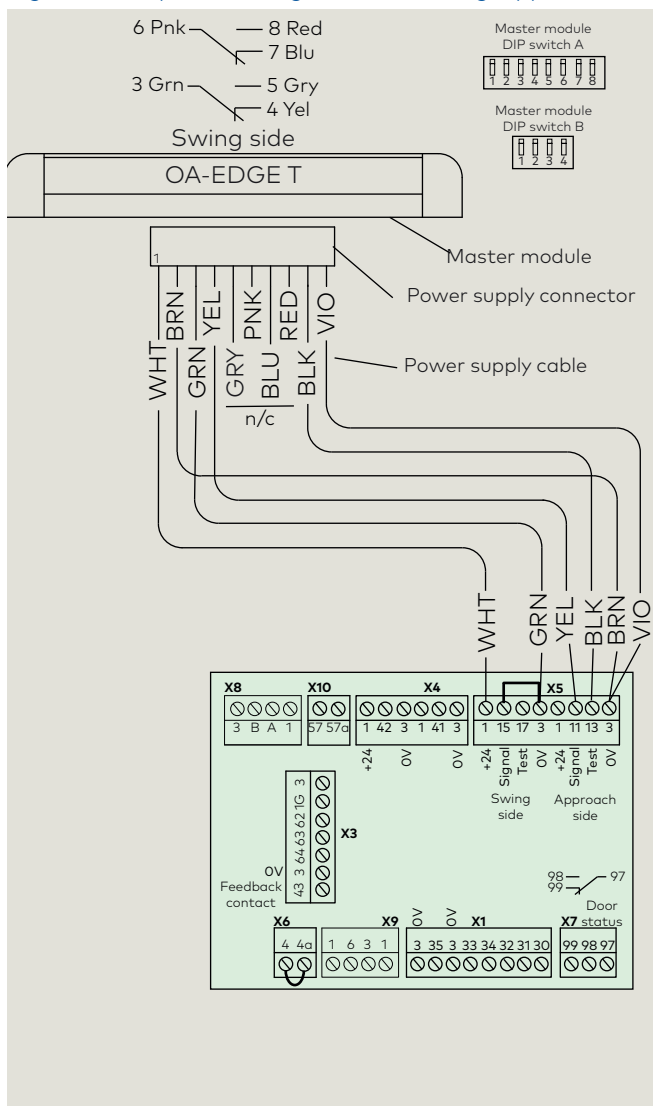 6 Pnk
8 Red
7 Blu
3 Grn
5 Gry
4 Yel
Swing side
Master module
DIP switch A
1 2 3 4 5 6 7 8
Master module
DIP switch B
1 2 3 4
OA-EDGE T
1
Master module
Power supply connector
Power supply cable
WHT
BRN
GRN
YEL
GRY
PNK
BLU
RED
BLK
VIO
n/c
WHT
GRN
YEL
BLK
BRN
VIO
X8
3 B A 1
X10
57 57a
X4
1 42 3 1 41 3
+24
0V
0V
X5
1 15 17 3 1 11 13 3
+24
Signal
Test
0V
+24
Signal
Test
0V
Swing
side
Approach
side
X3
3
1G
62
63
64
3
43
0V
Feedback
contact
98
99
97
Door
status
X6
4 4a
X9
1 6 3 1
0V
0V
X1
3 35 3 33 34 32 31 30
X7
99 98 97